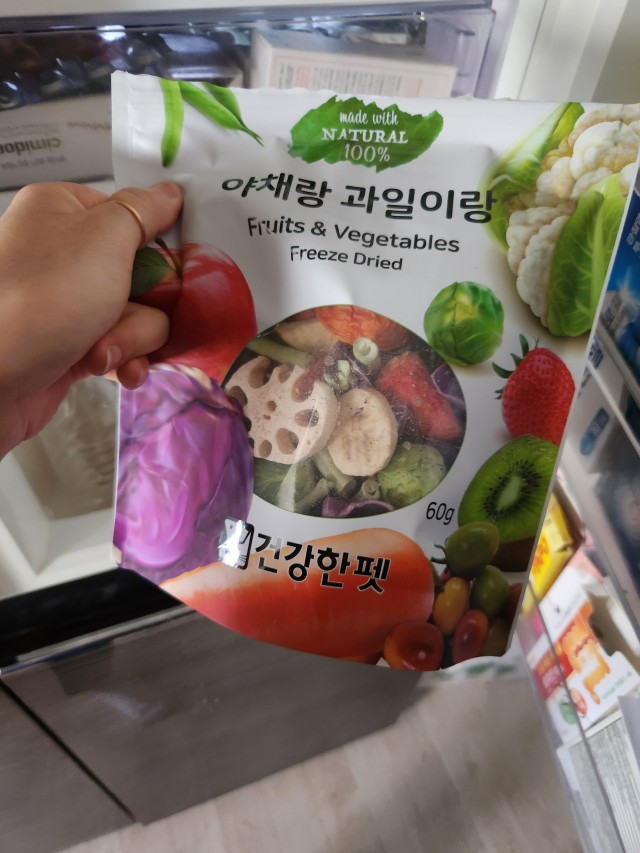 made with
NATURAL
100%
야채랑 과일이랑
Fruits & Vegetables
Freeze Dried
60g
건강한펫
cimidou